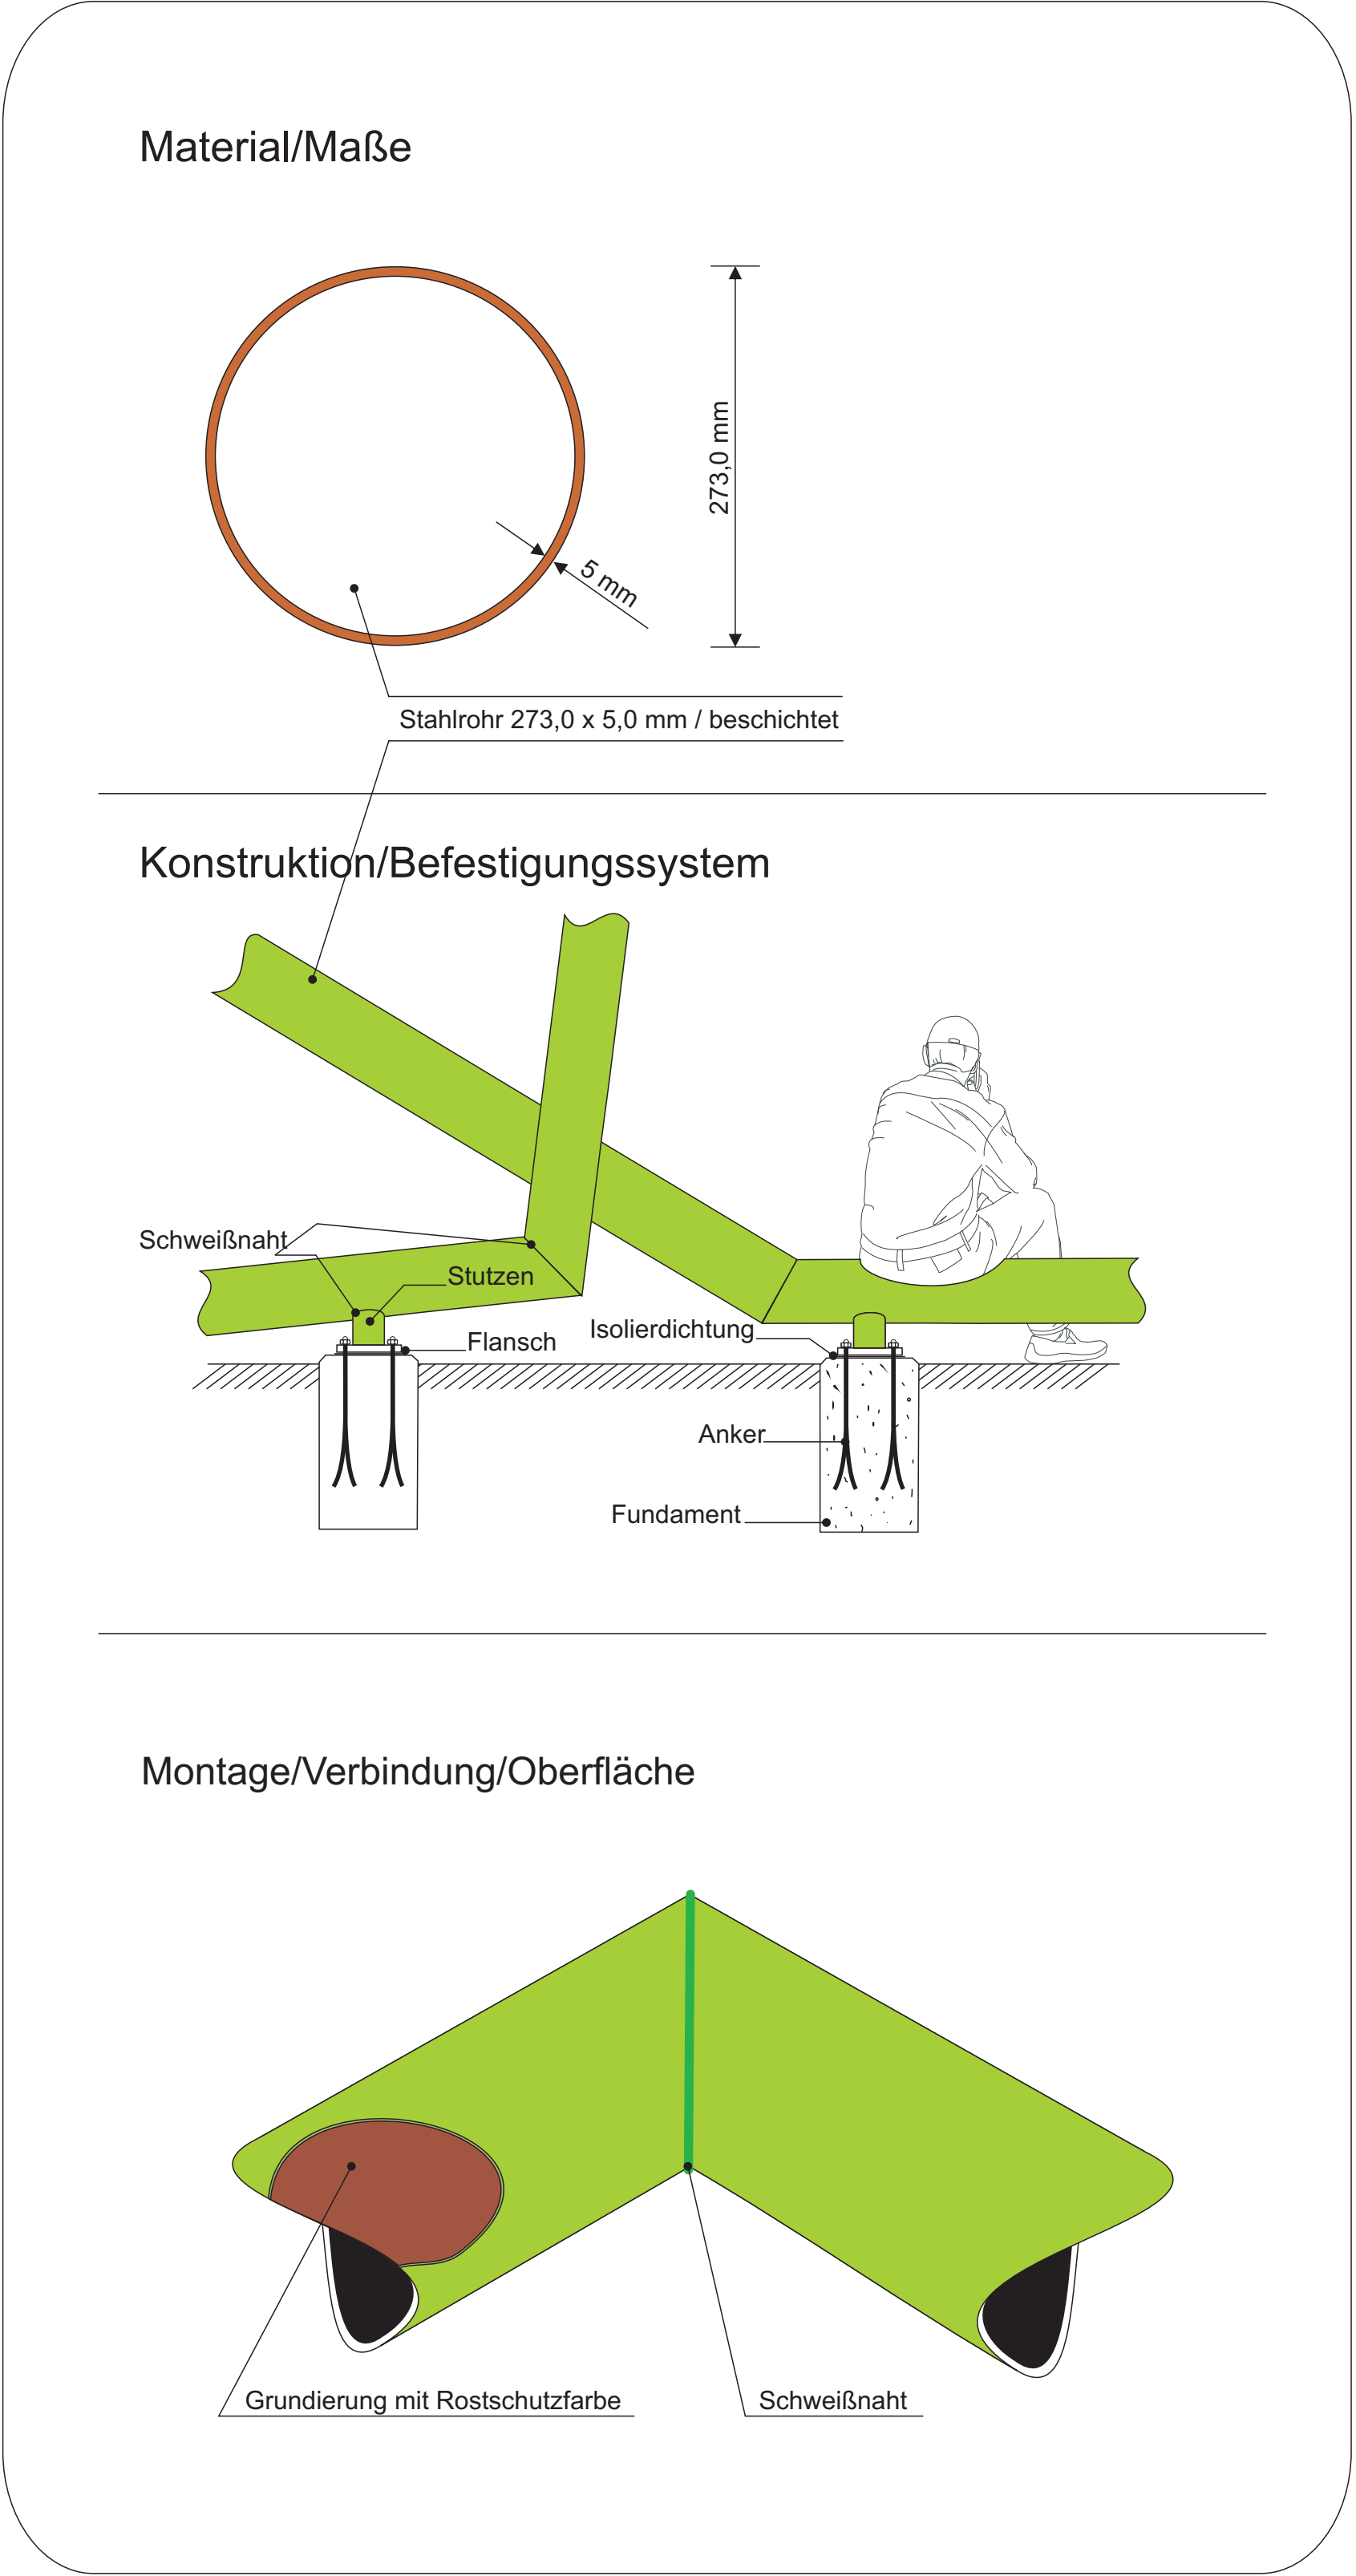 Material/Maße
273,0 mm
5 mm
Stahlrohr 273,0 x 5,0 mm / beschichtet
Konstruktion/Befestigungssystem
Schweißnaht
Stutzen
Isolierdichtung
Flansch
Anker
Fundament
Montage/Verbindung/Oberfläche
Grundierung mit Rostschutzfarbe
Schweißnaht